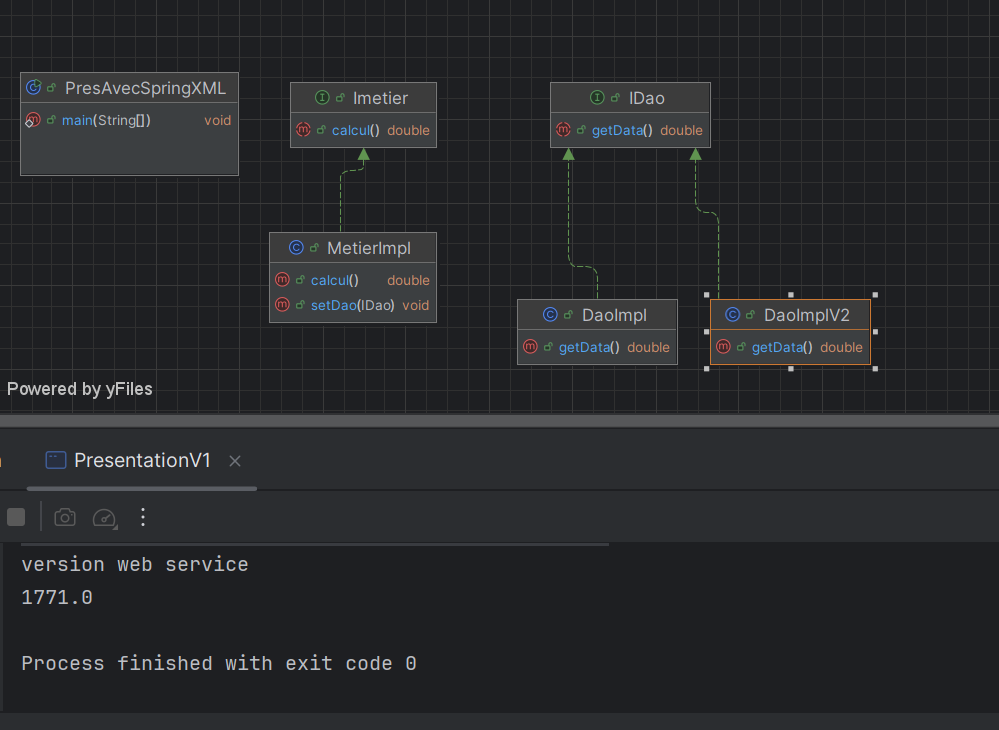 PresAvecSpringXML
main(String[]) void
Imetier
calcul() double
IDao
getData() double
MetierImpl
calcul() double
setDao(IDao) void
DaoImpl
getData() double
DaoImplV2
getData() double
Powered by yFiles
PresentationV1
version web service
1771.0
Process finished with exit code 0